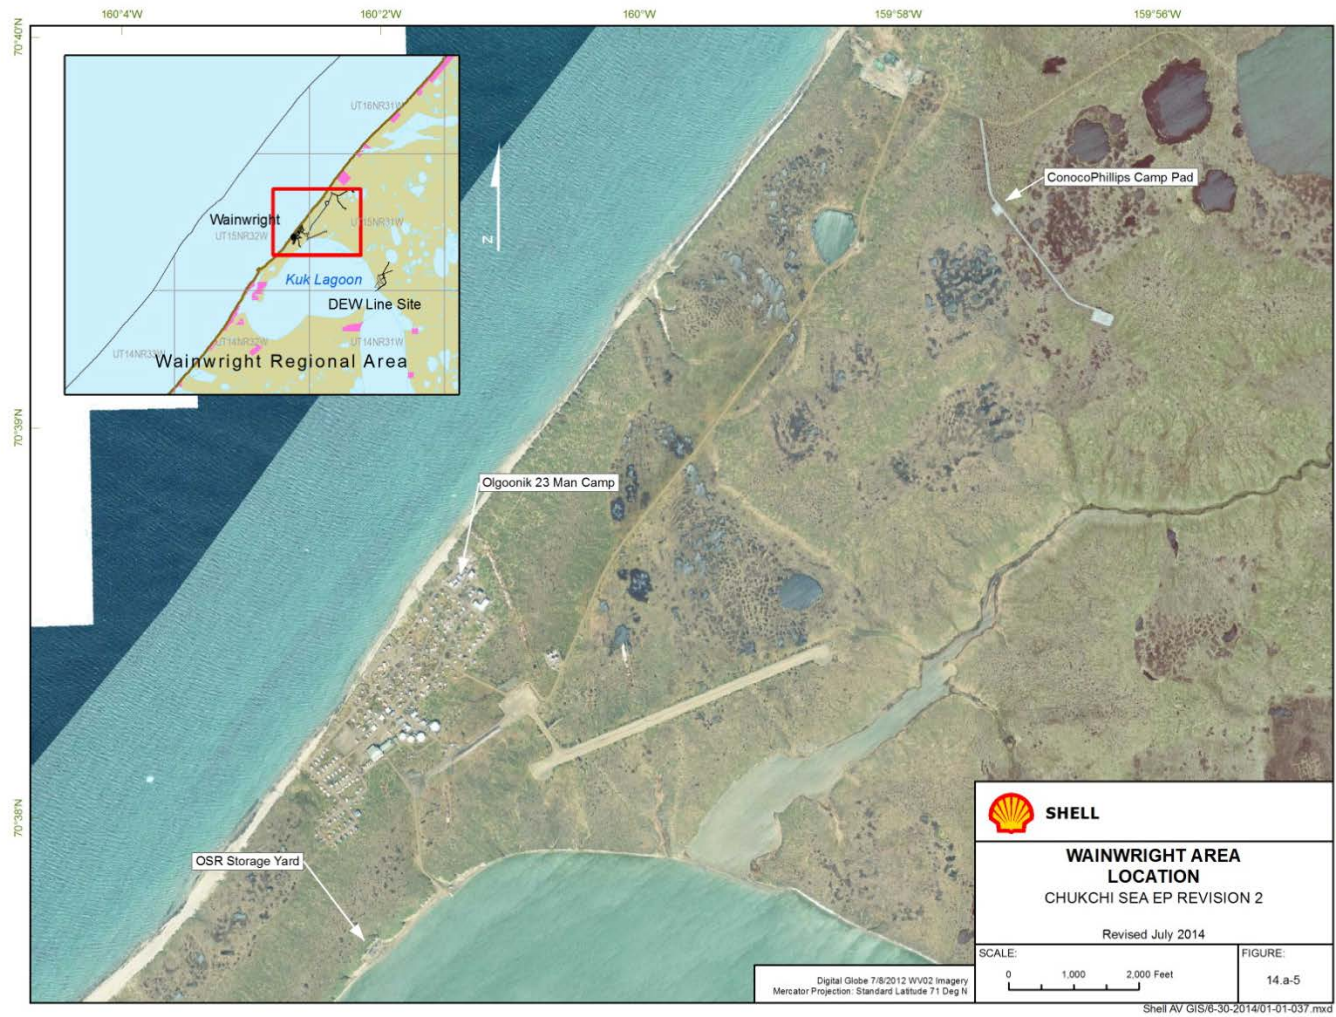 160°4'W
160°2'W
160°W
159°58'W
159°56'W
70°40'N
70°39'N
70°38'N
UT16NR31W
Wainwright
UT15NR32W
UT15NR31W
Kuk Lagoon
DEW Line Site
UT14NR33W
UT14NR32W
UT14NR31W
Wainwright Regional Area
N
ConocoPhillips Camp Pad
Olgoonik 23 Man Camp
OSR Storage Yard
SHELL
WAINWRIGHT AREA
LOCATION
CHUKCHI SEA EP REVISION 2
Revised July 2014
SCALE:
0 1,000 2,000 Feet
FIGURE:
14.a-5
Digital Globe 7/8/2012 WV02 Imagery
Mercator Projection: Standard Latitude 71 Deg N
Shell AV GIS/6-30-2014/01-01-037.mxd